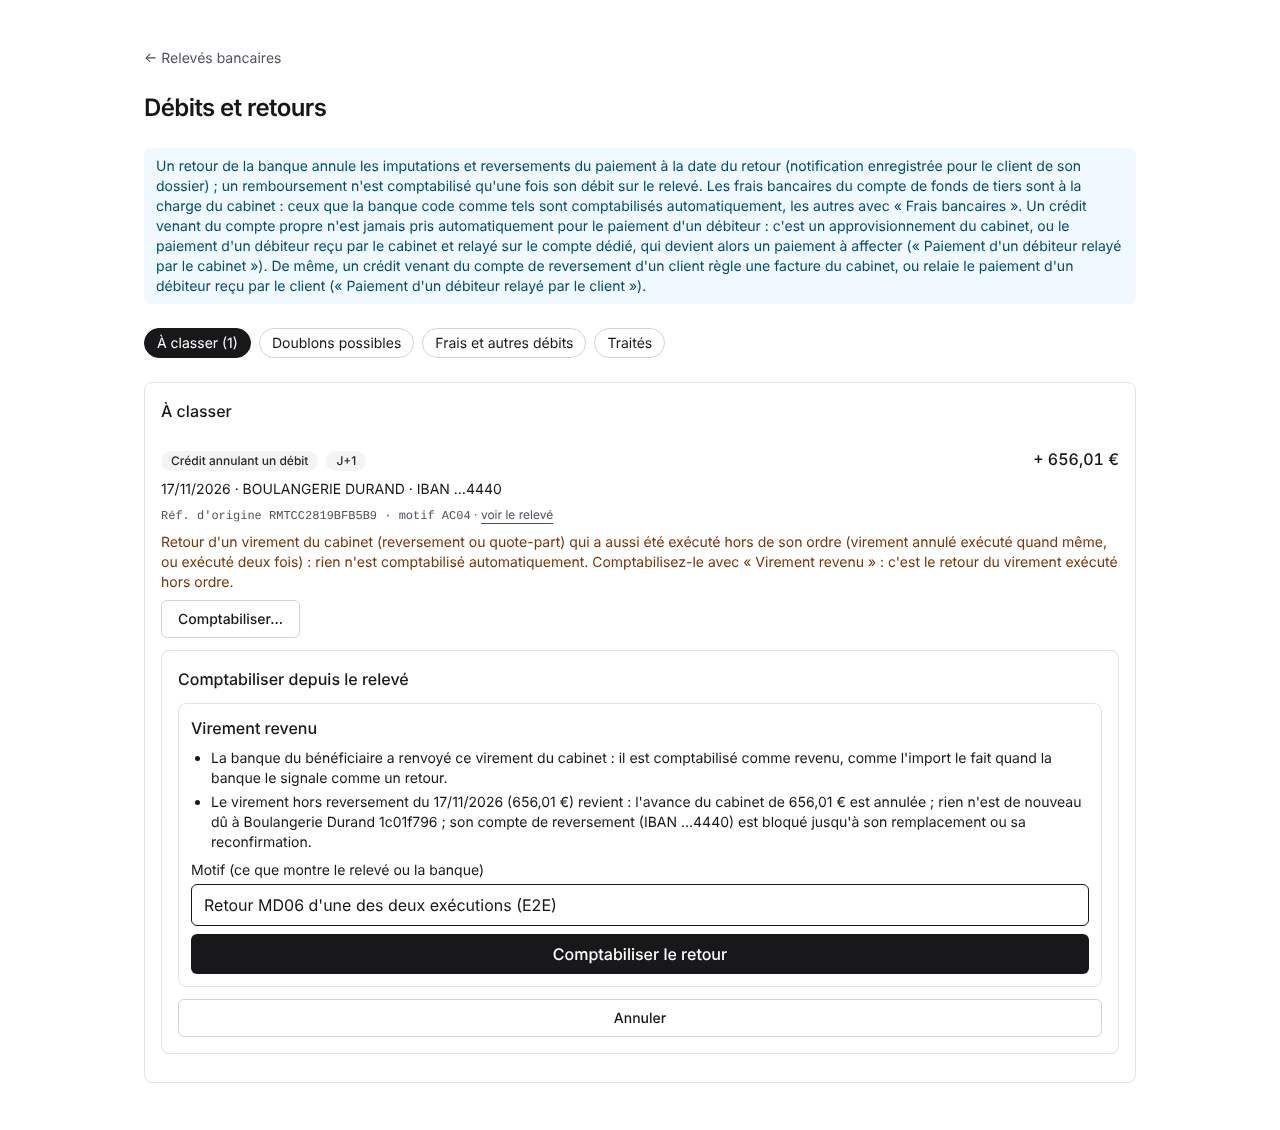 ← Relevés bancaires
Débits et retours
Un retour de la banque annule les imputations et reversements du paiement à la date du retour (notification enregistrée pour le client de son
dossier) ; un remboursement n'est comptabilisé qu'une fois son débit sur le relevé. Les frais bancaires du compte de fonds de tiers sont à la
charge du cabinet : ceux que la banque code comme tels sont comptabilisés automatiquement, les autres avec « Frais bancaires ». Un crédit
venant du compte propre n'est jamais pris automatiquement pour le paiement d'un débiteur : c'est un approvisionnement du cabinet, ou le
paiement d'un débiteur reçu par le cabinet et relayé sur le compte dédié, qui devient alors un paiement à affecter (« Paiement d'un débiteur relayé
par le cabinet »). De même, un crédit venant du compte de reversement d'un client règle une facture du cabinet, ou relaie le paiement d'un
débiteur reçu par le client (« Paiement d'un débiteur relayé par le client »).
À classer (1)
Doublons possibles
Frais et autres débits
Traités
À classer
Crédit annulant un débit
J+1
+ 656,01 €
17/11/2026 · BOULANGERIE DURAND · IBAN …4440
Réf. d'origine RMTCC2819BFB5B9 · motif AC04 · voir le relevé
Retour d'un virement du cabinet (reversement ou quote-part) qui a aussi été exécuté hors de son ordre (virement annulé exécuté quand même,
ou exécuté deux fois) : rien n'est comptabilisé automatiquement. Comptabilisez-le avec « Virement revenu » : c'est le retour du virement exécuté
hors ordre.
Comptabiliser…
Comptabiliser depuis le relevé
Virement revenu
• La banque du bénéficiaire a renvoyé ce virement du cabinet : il est comptabilisé comme revenu, comme l'import le fait quand la
banque le signale comme un retour.
• Le virement hors reversement du 17/11/2026 (656,01 €) revient : l'avance du cabinet de 656,01 € est annulée ; rien n'est de nouveau
dû à Boulangerie Durand 1c01f796 ; son compte de reversement (IBAN …4440) est bloqué jusqu'à son remplacement ou sa
reconfirmation.
Motif (ce que montre le relevé ou la banque)
Retour MD06 d'une des deux exécutions (E2E)
Comptabiliser le retour
Annuler